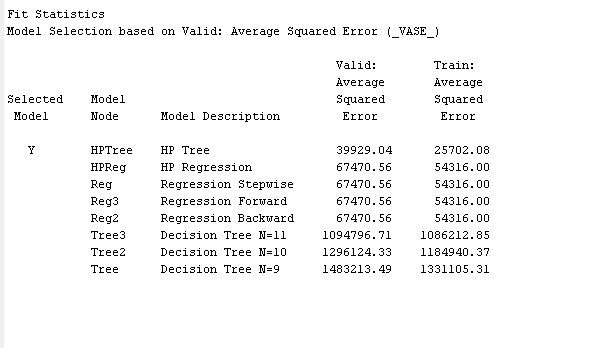 Fit Statistics
Model Selection based on Valid: Average Squared Error (_VASE_)
Valid: Train:
Average Average
Selected Model Squared Squared
Model Node Model Description Error Error
Y HPTree HP Tree 39929.04 25702.08
HPReg HP Regression 67470.56 54316.00
Reg Regression Stepwise 67470.56 54316.00
Reg3 Regression Forward 67470.56 54316.00
Reg2 Regression Backward 67470.56 54316.00
Tree3 Decision Tree N=11 1094796.71 1086212.85
Tree2 Decision Tree N=10 1296124.33 1184940.37
Tree Decision Tree N=9 1483213.49 1331105.31